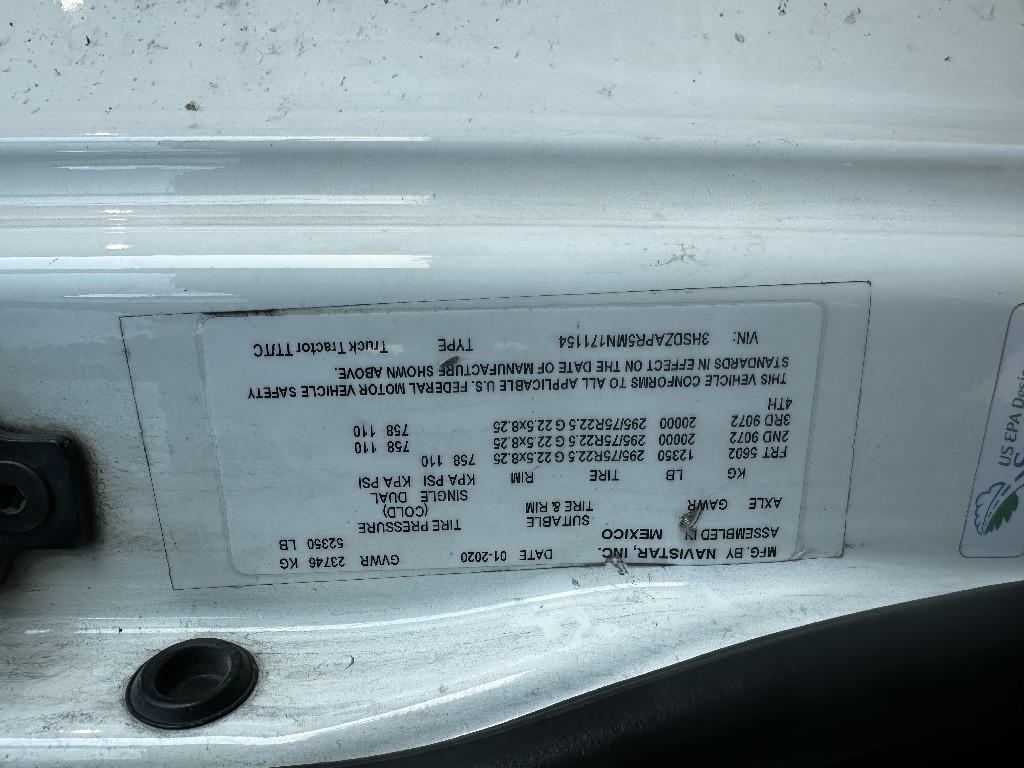 MFG. BY NAVISTAR, INC. DATE 01-2020 GVWR 23746 KG
ASSEMBLED IN MEXICO 52350 LB
AXLE GAWR SUITABLE TIRE & RIM TIRE PRESSURE (COLD)
SINGLE DUAL
KG LB TIRE RIM KPA PSI KPA PSI
FRT 5602 12350 295/75R22.5 G 22.5x8.25 758 110
2ND 9072 20000 295/75R22.5 G 22.5x8.25 758 110
3RD 9072 20000 295/75R22.5 G 22.5x8.25 758 110
4TH
THIS VEHICLE CONFORMS TO ALL APPLICABLE U.S. FEDERAL MOTOR VEHICLE SAFETY
STANDARDS IN EFFECT ON THE DATE OF MANUFACTURE SHOWN ABOVE.
VIN: 3HSDZAPR5MN171154 TYPE Truck Tractor TT/TC
US EPA